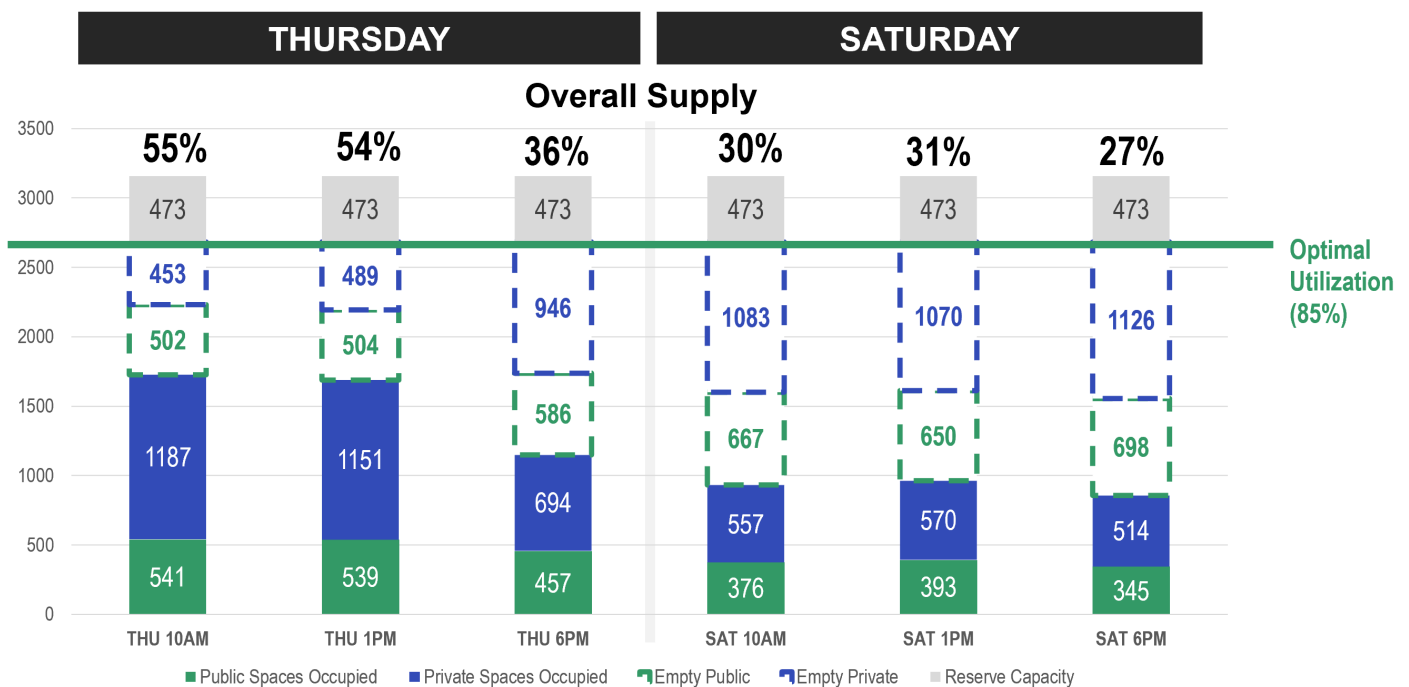 THURSDAY SATURDAY
Overall Supply
3500
55% 54% 36% 30% 31% 27%
3000
473 473 473 473 473 473
Optimal
Utilization
(85%)
2500
453 489 946 1083 1070 1126
2000
502 504 586 667 650 698
1500
1187 1151 694 557 570 514
1000
500
541 539 457 376 393 345
0
THU 10AM THU 1PM THU 6PM SAT 10AM SAT 1PM SAT 6PM
Public Spaces Occupied Private Spaces Occupied Empty Public Empty Private Reserve Capacity